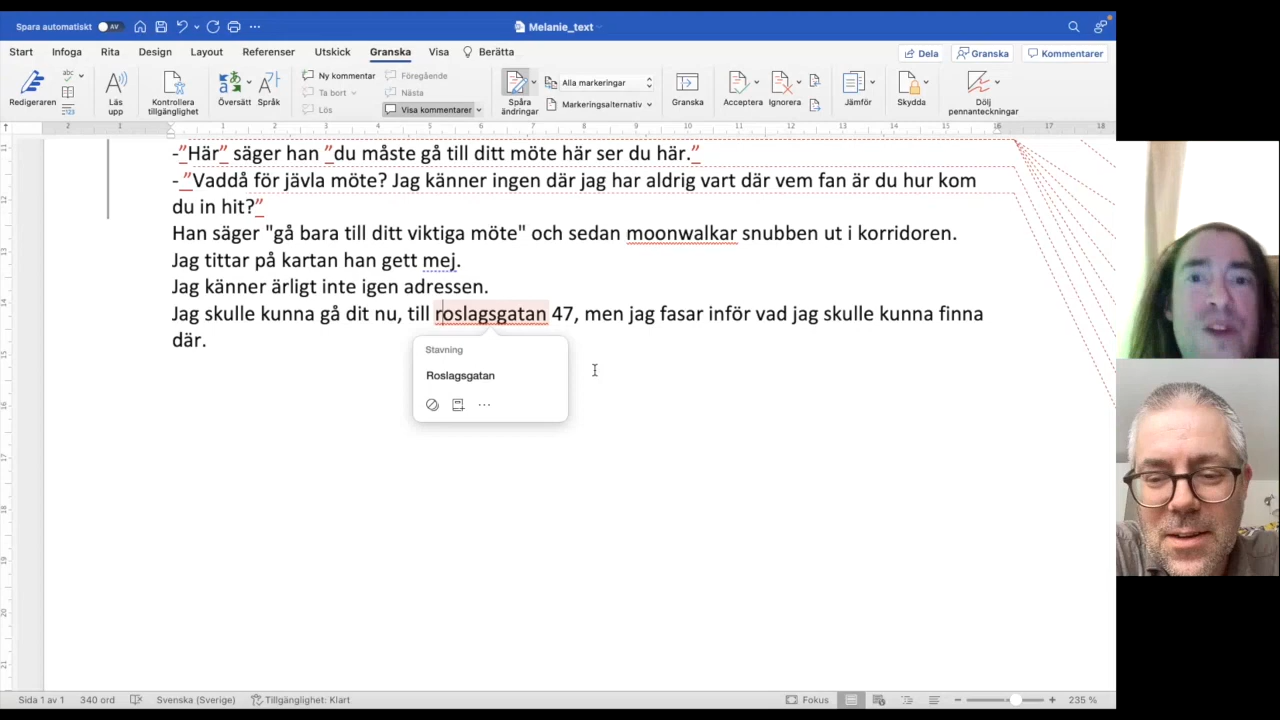 Spara automatiskt AV Melanie_text
Start Infoga Rita Design Layout Referenser Utskick Granska Visa Berätta Dela Granska Kommentarer
Redigeraren
Läs upp
Kontrollera tillgänglighet
Översätt Språk
Ny kommentar
Ta bort
Lös
Föregående
Nästa
Visa kommentarer
Spåra ändringar
Alla markeringar
Markeringsalternativ
Granska
Acceptera Ignorera
Jämför
Skydda
Dölj pennanteckningar
-”Här” säger han ”du måste gå till ditt möte här ser du här.”
- ”Vaddå för jävla möte? Jag känner ingen där jag har aldrig vart där vem fan är du hur kom
du in hit?”
Han säger "gå bara till ditt viktiga möte" och sedan moonwalkar snubben ut i korridoren.
Jag tittar på kartan han gett mej.
Jag känner ärligt inte igen adressen.
Jag skulle kunna gå dit nu, till roslagsgatan 47, men jag fasar inför vad jag skulle kunna finna
där.
Stavning
Roslagsgatan
Sida 1 av 1 340 ord Svenska (Sverige) Tillgänglighet: Klart Fokus 235 %